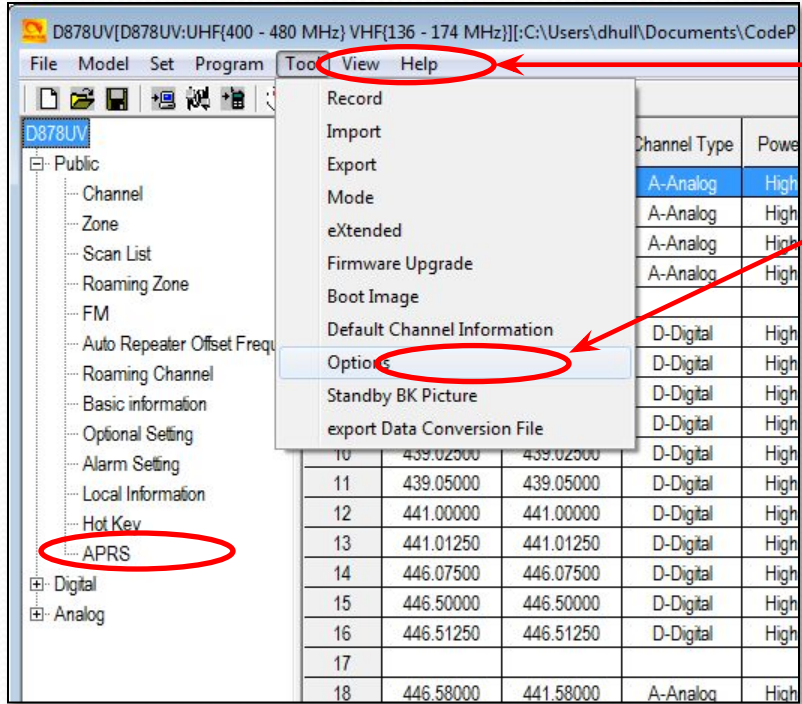 D878UV[D878UV:UHF{400 - 480 MHz} VHF{136 - 174 MHz}][:C:\Users\dhull\Documents\CodeP
File Model Set Program Tool View Help
D878UV
Public
Channel
Zone
Scan List
Roaming Zone
FM
Auto Repeater Offset Frequ
Roaming Channel
Basic information
Optional Setting
Alarm Setting
Local Information
Hot Key
APRS
Digital
Analog
Record
Import
Export
Mode
eXtended
Firmware Upgrade
Boot Image
Default Channel Information
Options
Standby BK Picture
export Data Conversion File
Channel Type Powe
A-Analog High
A-Analog High
A-Analog High
A-Analog High
D-Digital High
D-Digital High
D-Digital High
D-Digital High
10 439.02500 439.02500 D-Digital High
11 439.05000 439.05000 D-Digital High
12 441.00000 441.00000 D-Digital High
13 441.01250 441.01250 D-Digital High
14 446.07500 446.07500 D-Digital High
15 446.50000 446.50000 D-Digital High
16 446.51250 446.51250 D-Digital High
17
18 446.58000 441.58000 A-Analog High